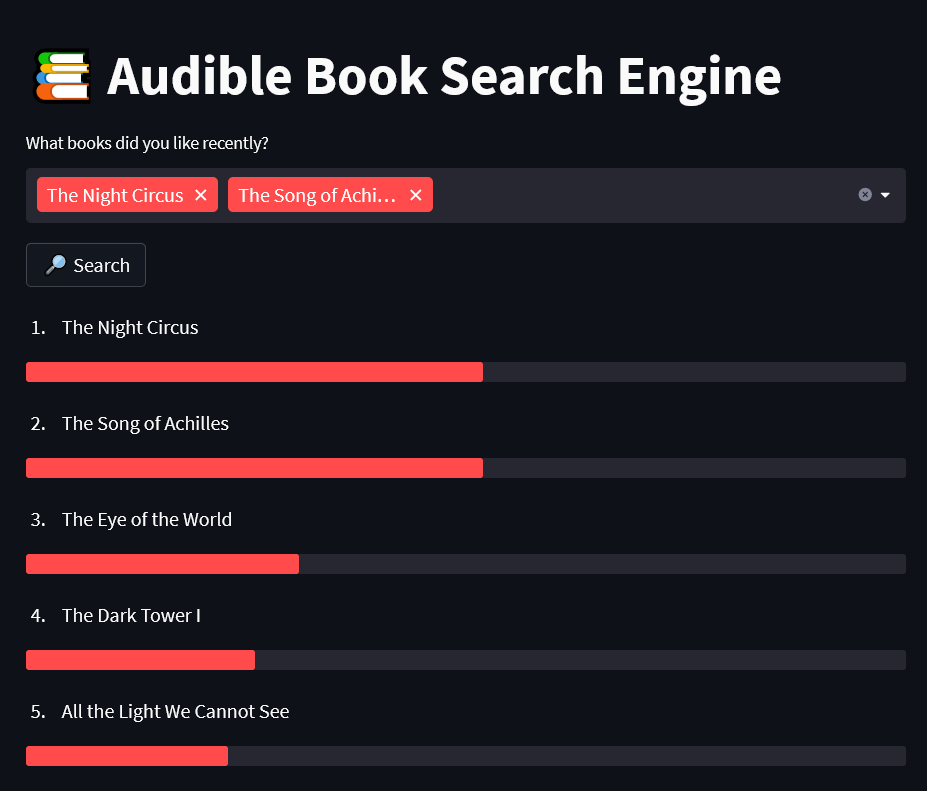 Audible Book Search Engine
What books did you like recently?
The Night Circus The Song of Achi...
Search
1. The Night Circus
2. The Song of Achilles
3. The Eye of the World
4. The Dark Tower I
5. All the Light We Cannot See